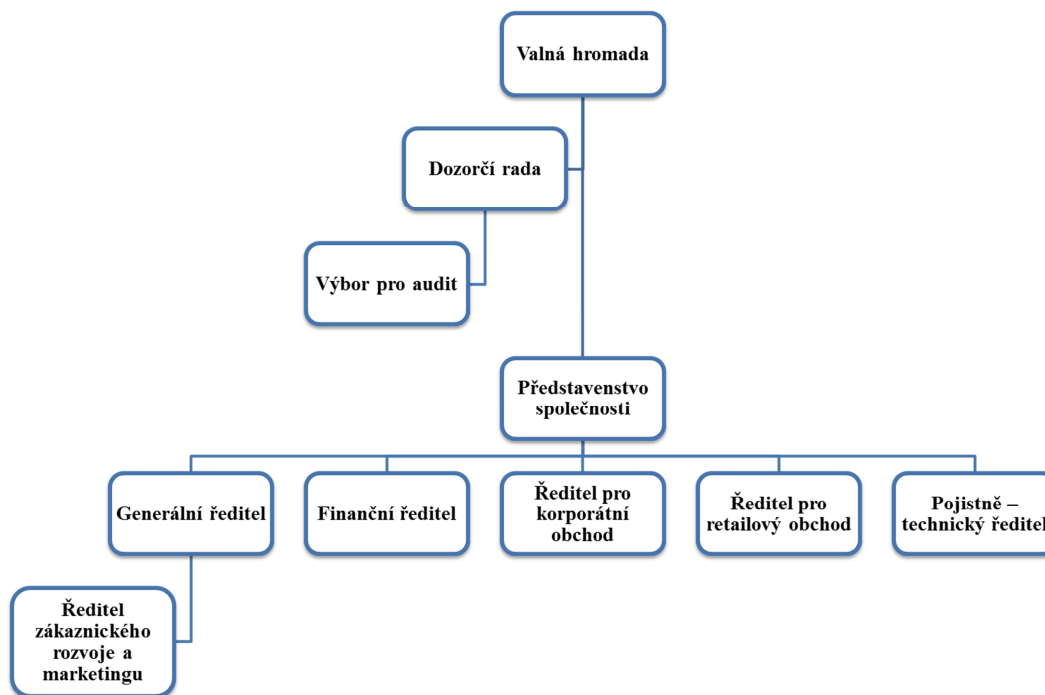 Valná hromada
Dozorčí rada
Výbor pro audit
Představenstvo
společnosti
Generální ředitel
Finanční ředitel
Ředitel pro
korporátní
obchod
Ředitel pro
retailový obchod
Pojistně –
technický ředitel
Ředitel
zákaznického
rozvoje a
marketingu